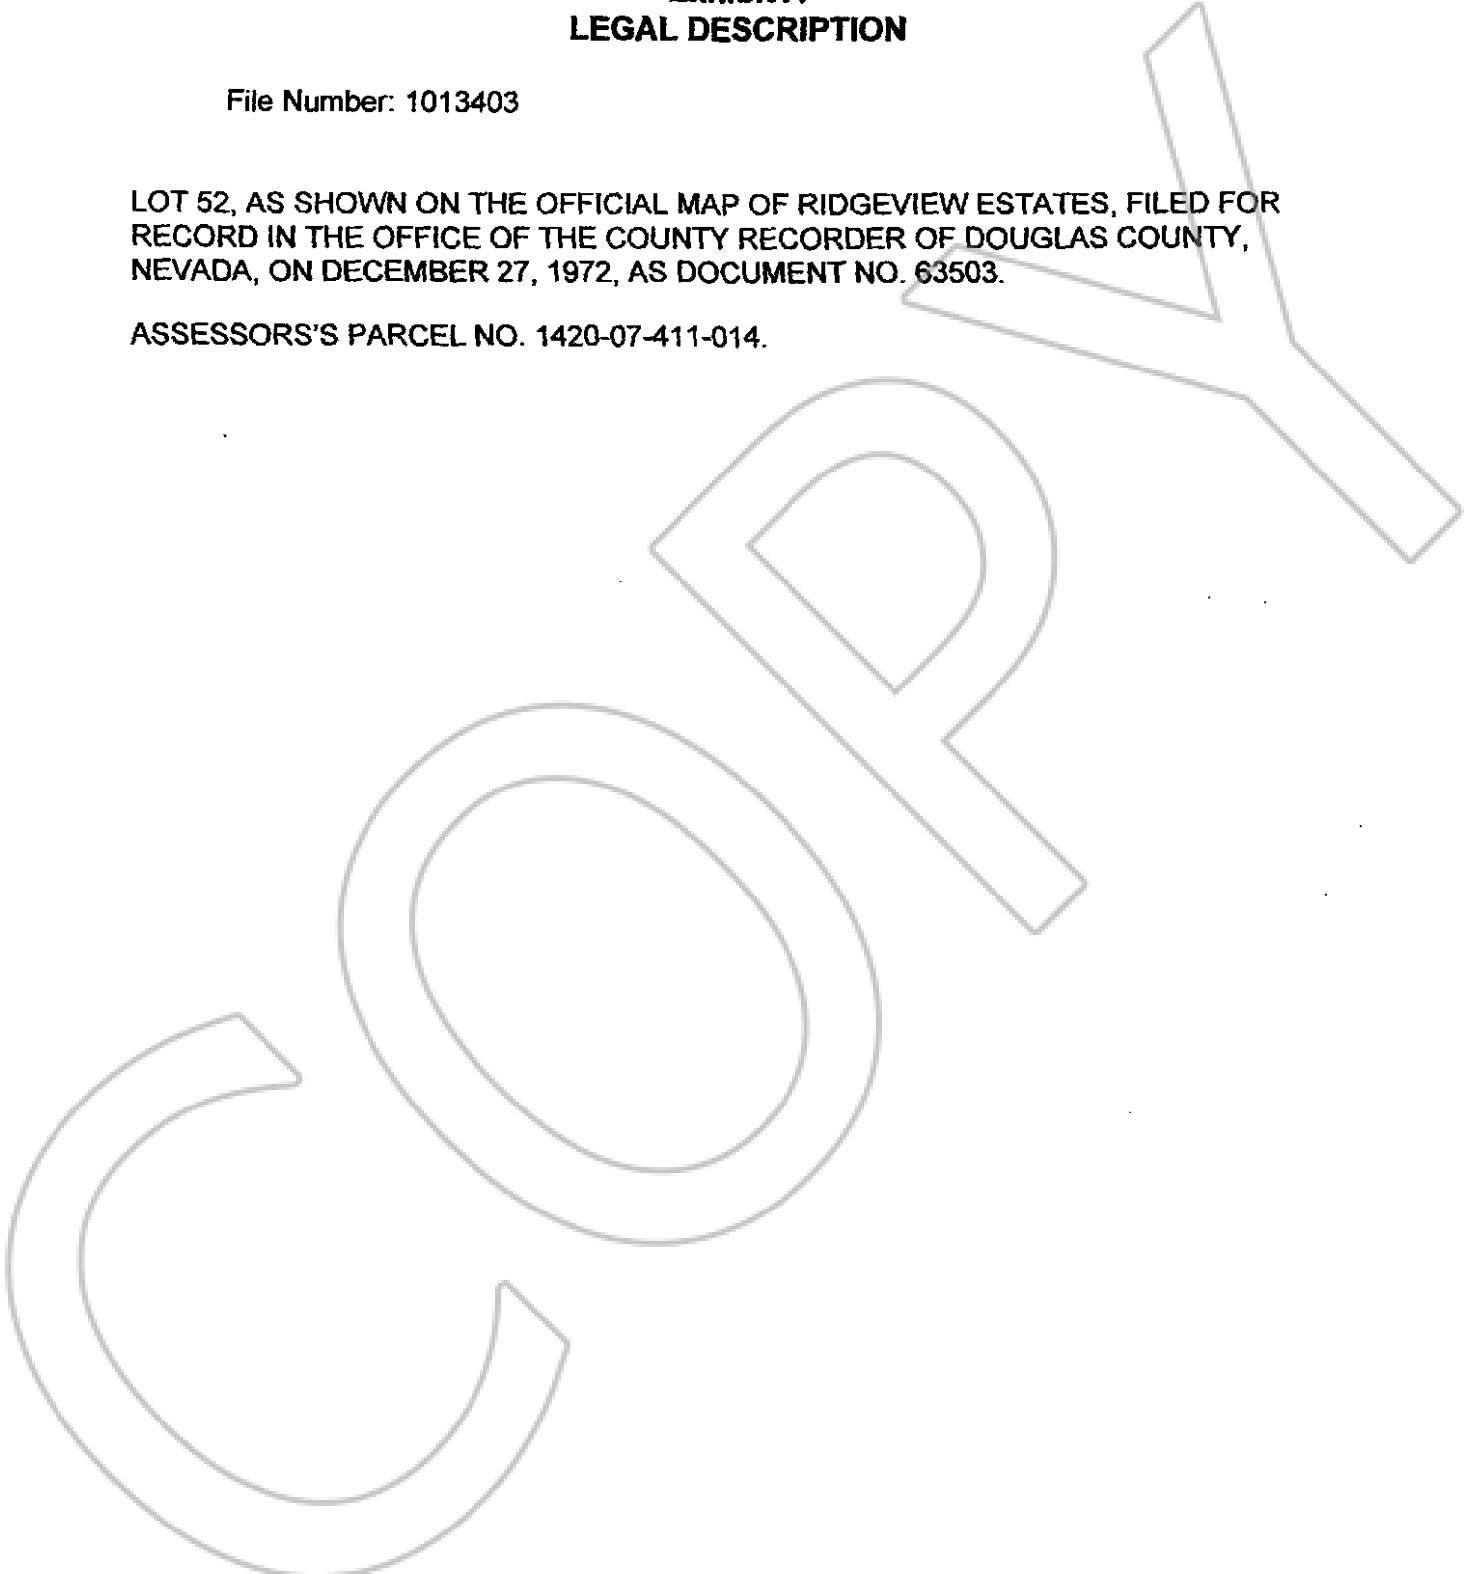 LEGAL DESCRIPTION
File Number: 1013403
LOT 52, AS SHOWN ON THE OFFICIAL MAP OF RIDGEVIEW ESTATES, FILED FOR
RECORD IN THE OFFICE OF THE COUNTY RECORDER OF DOUGLAS COUNTY,
NEVADA, ON DECEMBER 27, 1972, AS DOCUMENT NO. 63503.
ASSESSORS'S PARCEL NO. 1420-07-411-014.
COPY